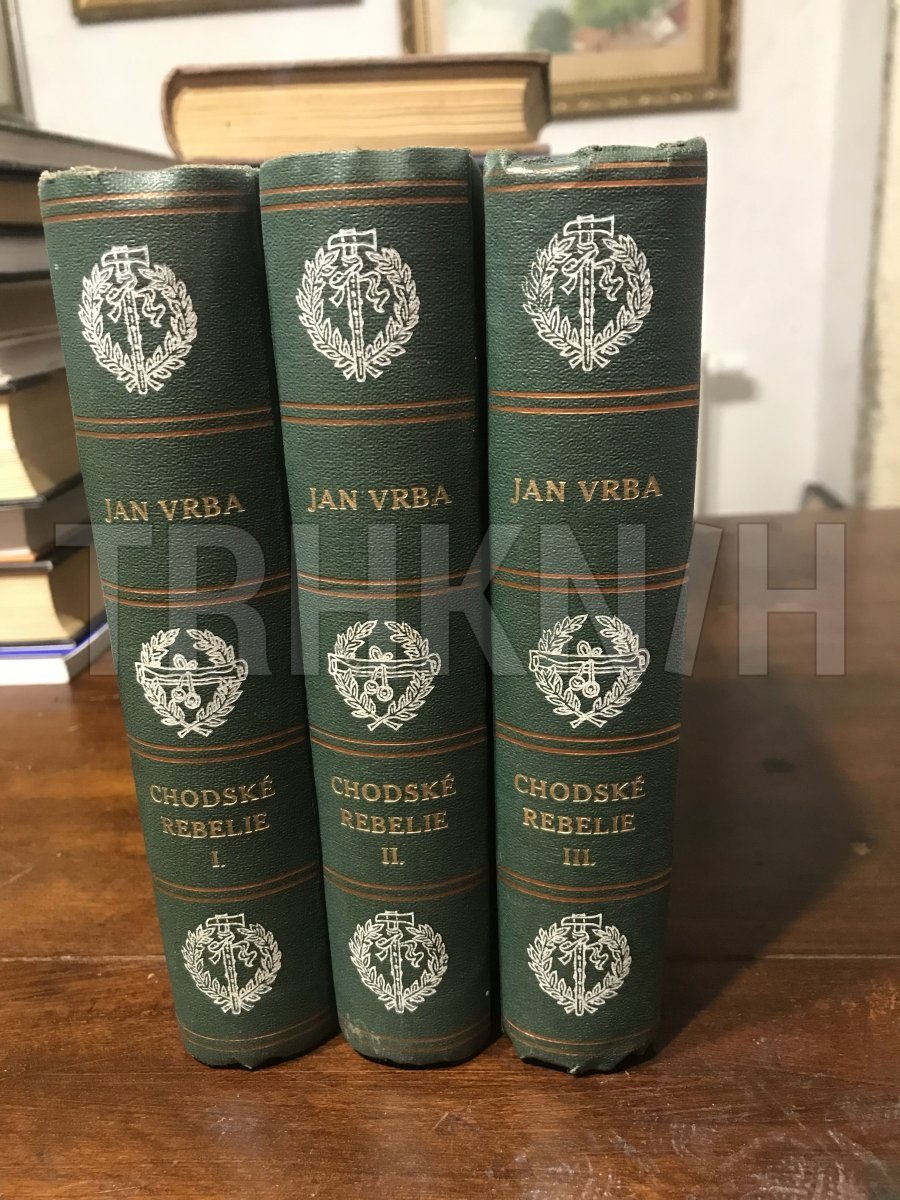 JAN VRBA
CHODSKÉ
REBELIE
I.
JAN VRBA
CHODSKÉ
REBELIE
II.
JAN VRBA
CHODSKÉ
REBELIE
III.
TRHKNIH